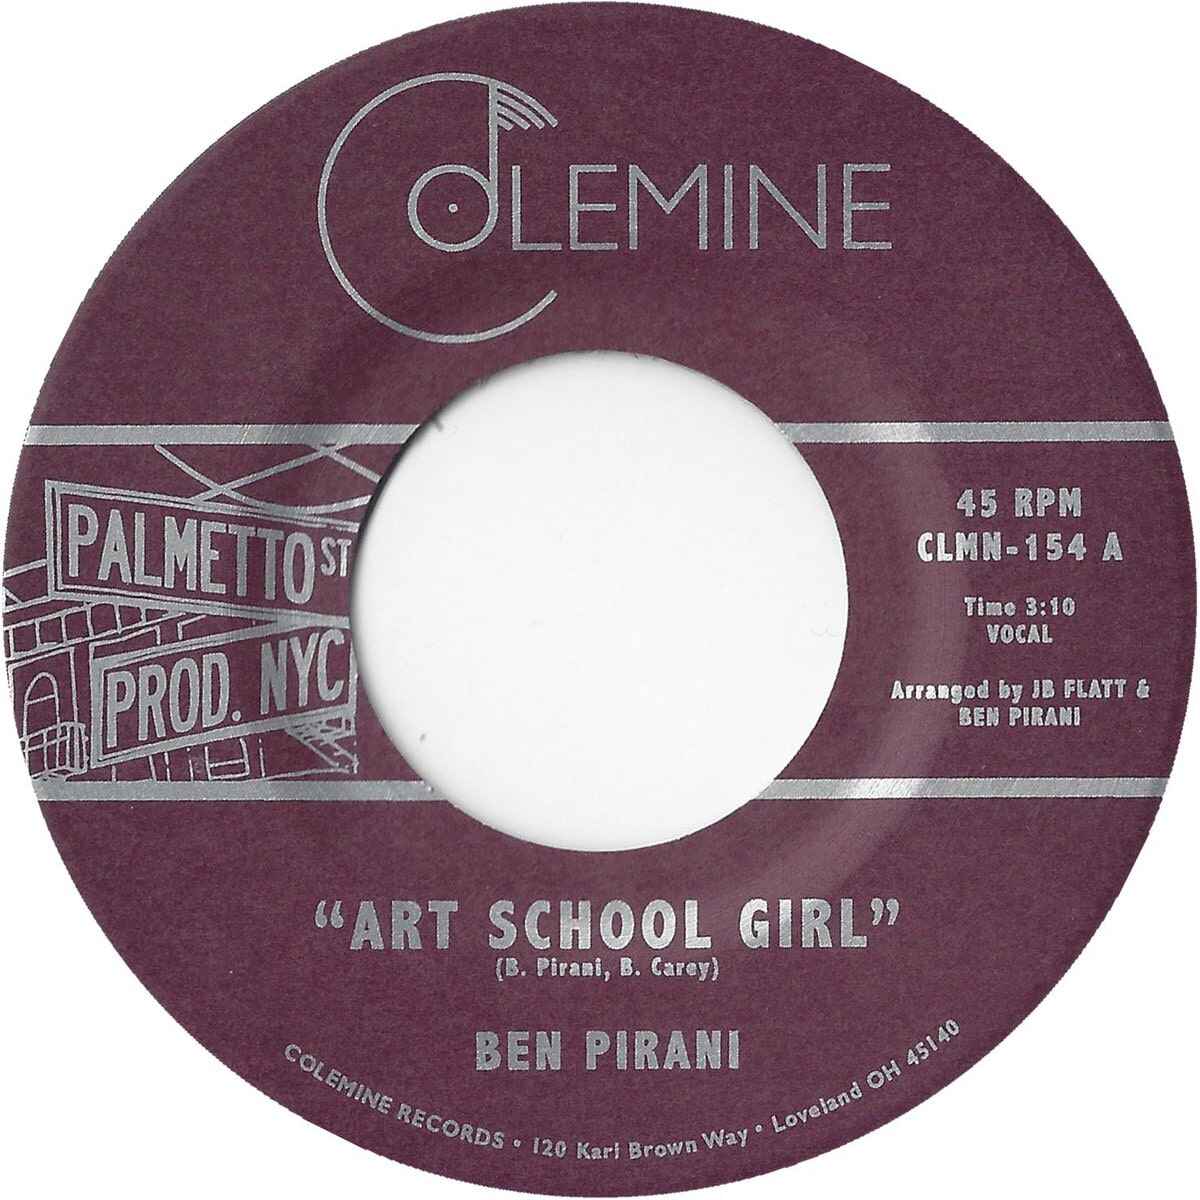 COLEMINE
PALMETTO ST
PROD. NYC
45 RPM
CLMN-154 A
Time 3:10
VOCAL
Arranged by JB FLATT &
BEN PIRANI
“ART SCHOOL GIRL”
(B. Pirani, B. Carey)
BEN PIRANI
COLEMINE RECORDS • 120 Karl Brown Way • Loveland OH 45140